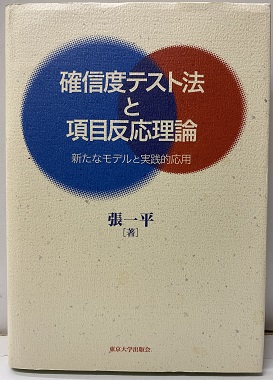 確信度テスト法
と
項目反応理論
新たなモデルと実践的応用
張一平
[著]
東京大学出版会